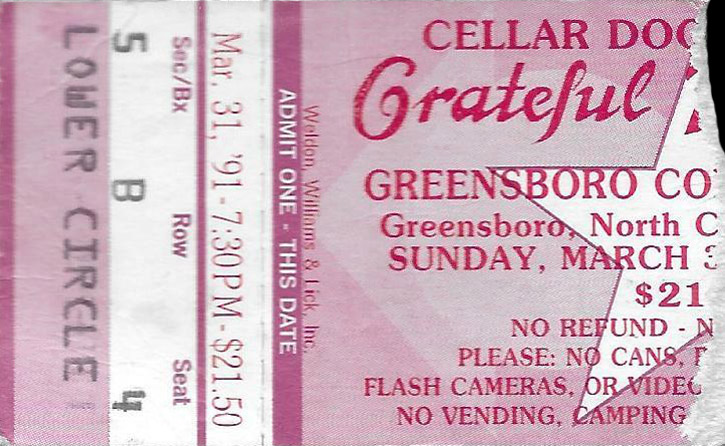 LOWER CIRCLE
5 B 4
Sec/Bx Row Seat
Mar. 31, '91 - 7:30PM - $21.50
ADMIT ONE - THIS DATE
Weldon, Williams & Lick, Inc.
CELLAR DOO
Grateful
GREENSBORO CO
Greensboro, North C
SUNDAY, MARCH 3
$21
NO REFUND - N
PLEASE: NO CANS,
FLASH CAMERAS, OR VIDEO
NO VENDING, CAMPING